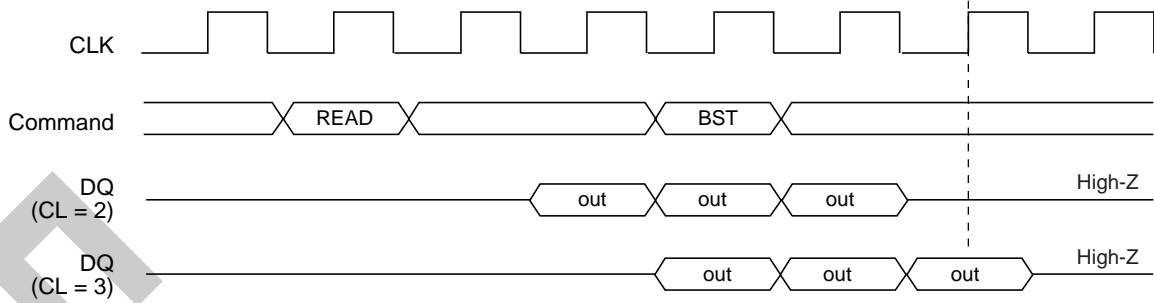 CLK
Command READ BST
DQ
(CL = 2) out out out High-Z
DQ
(CL = 3) out out out High-Z